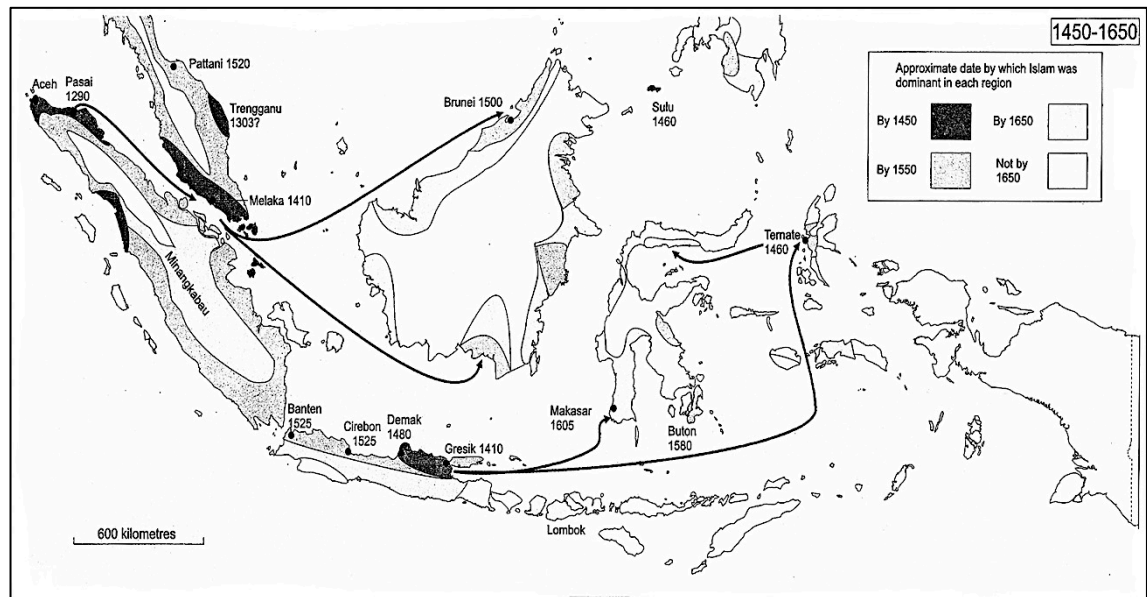 1450-1650
Approximate date by which Islam was
dominant in each region
By 1450
By 1650
By 1550
Not by
1650
Pattani 1520
Aceh
Pasai
1290
Trengganu
1303?
Brunei 1500
Sulu
1460
Melaka 1410
Ternate
1460
Minangkabau
Banten
1525
Cirebon
1525
Demak
1480
Gresik 1410
Makasar
1605
Buton
1580
Lombok
600 kilometres